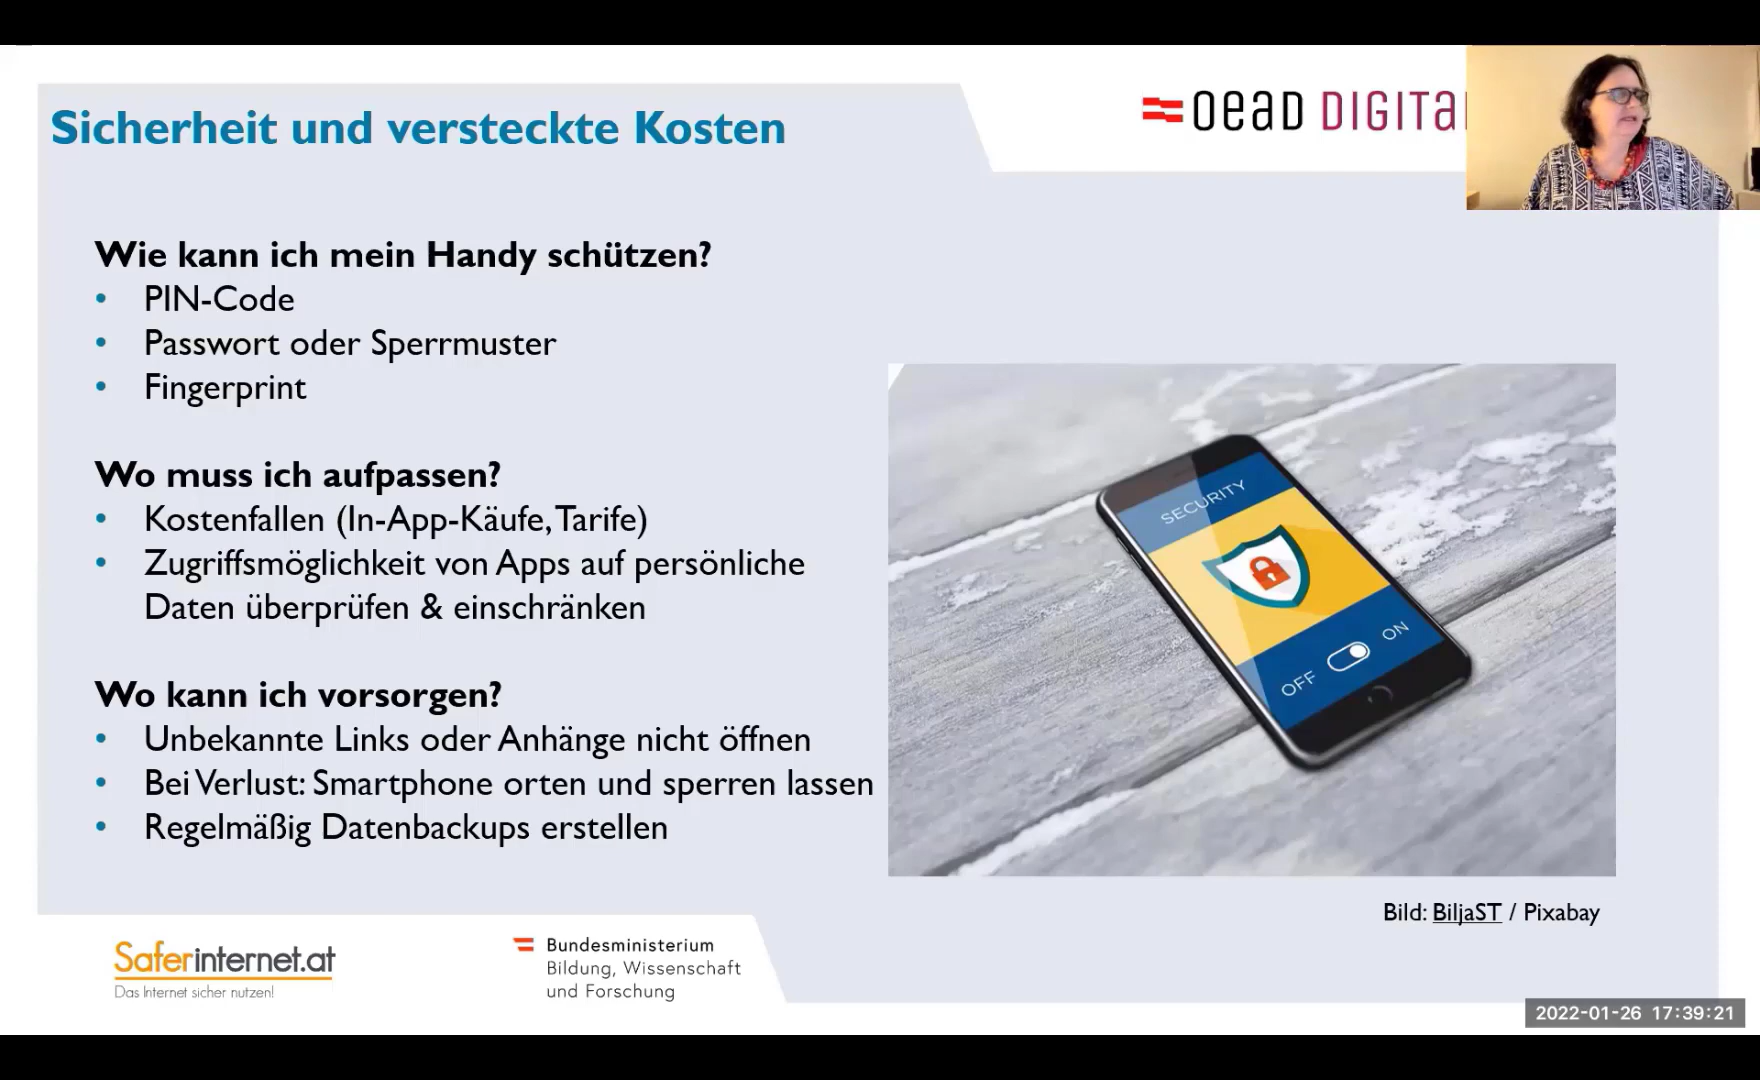 Sicherheit und versteckte Kosten
OeAD DIGITA
Wie kann ich mein Handy schützen?
• PIN-Code
• Passwort oder Sperrmuster
• Fingerprint
Wo muss ich aufpassen?
• Kostenfallen (In-App-Käufe, Tarife)
• Zugriffsmöglichkeit von Apps auf persönliche
Daten überprüfen & einschränken
Wo kann ich vorsorgen?
• Unbekannte Links oder Anhänge nicht öffnen
• Bei Verlust: Smartphone orten und sperren lassen
• Regelmäßig Datenbackups erstellen
SECURITY
OFF ON
Bild: BiljaST / Pixabay
Saferinternet.at
Das Internet sicher nutzen!
Bundesministerium
Bildung, Wissenschaft
und Forschung
2022-01-26 17:39:21